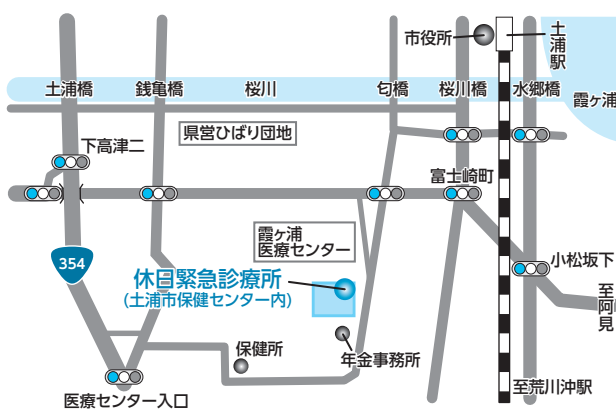 市役所
土浦駅
土浦橋
銭亀橋
桜川
匂橋
桜川橋
水郷橋
霞ヶ浦
県営ひばり団地
下高津二
富士崎町
霞ヶ浦
医療センター
354
小松坂下
休日緊急診療所
(土浦市保健センター内)
至阿見
保健所
年金事務所
至荒川沖駅
医療センター入口